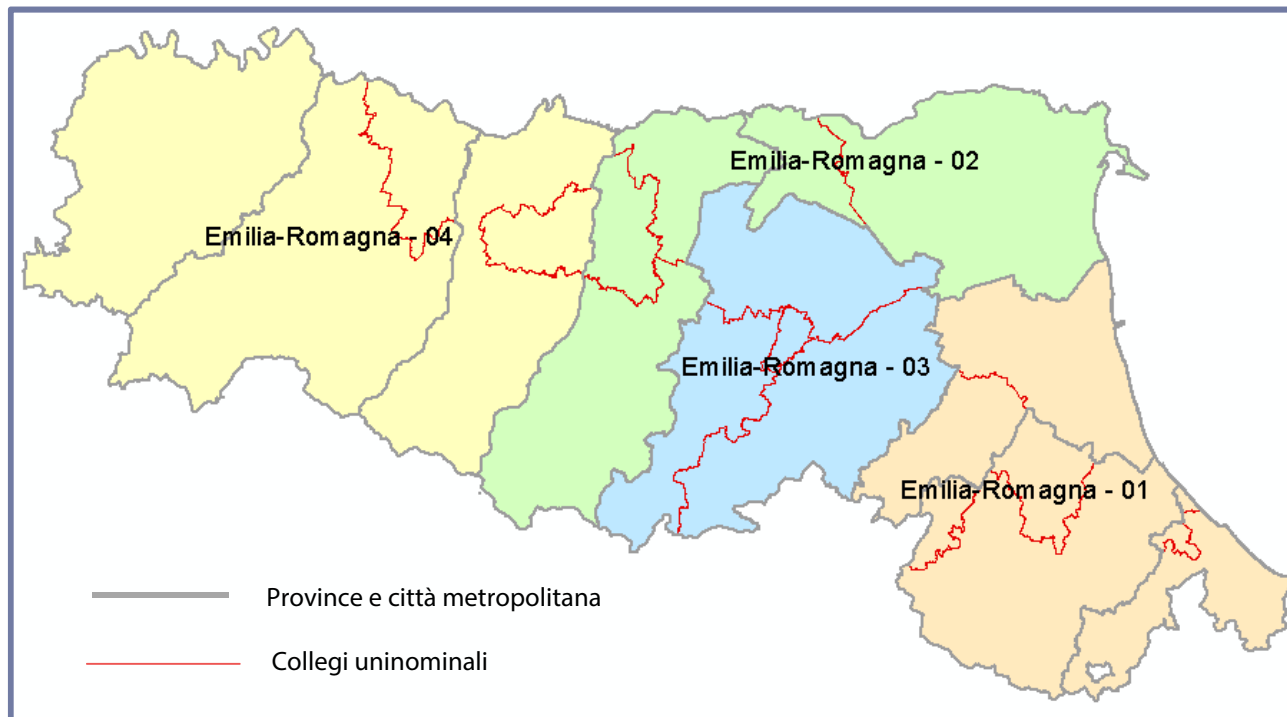 Emilia-Romagna - 02
Emilia-Romagna - 04
Emilia-Romagna - 03
Emilia-Romagna - 01
Province e città metropolitana
Collegi uninominali